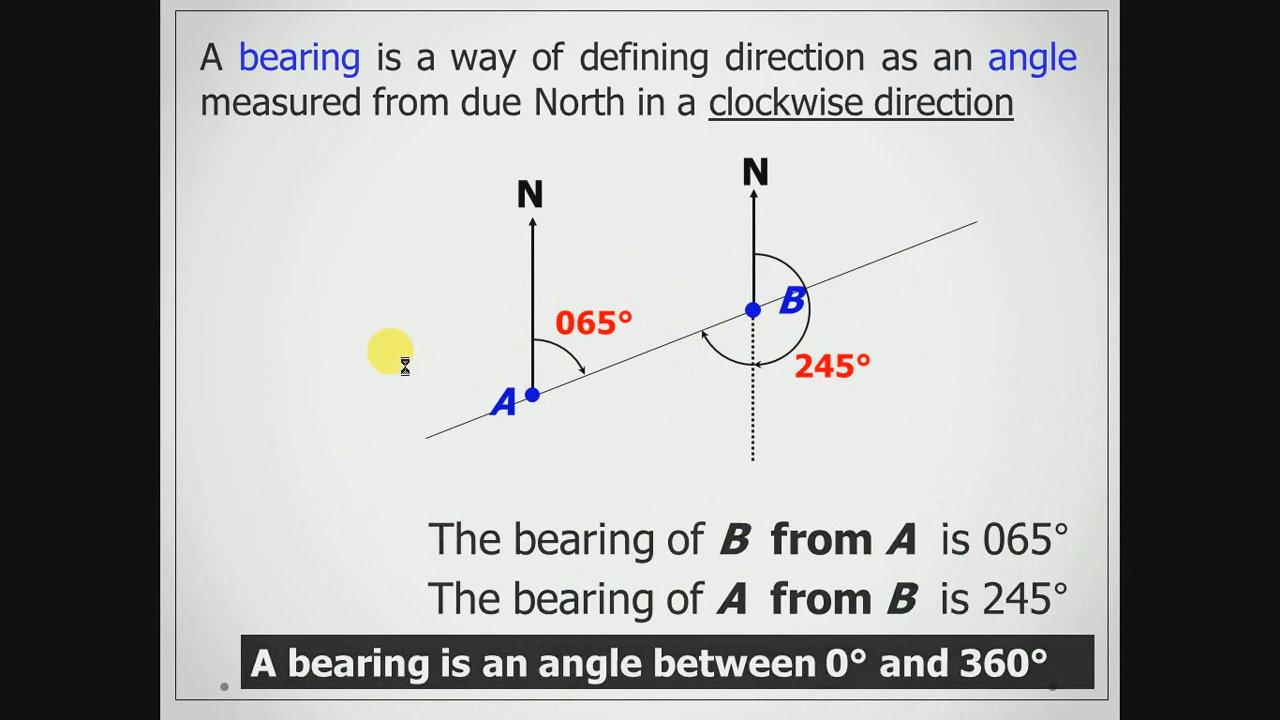 A bearing is a way of defining direction as an angle
measured from due North in a clockwise direction
N
N
065°
B
245°
A
The bearing of B from A is 065°
The bearing of A from B is 245°
A bearing is an angle between 0° and 360°